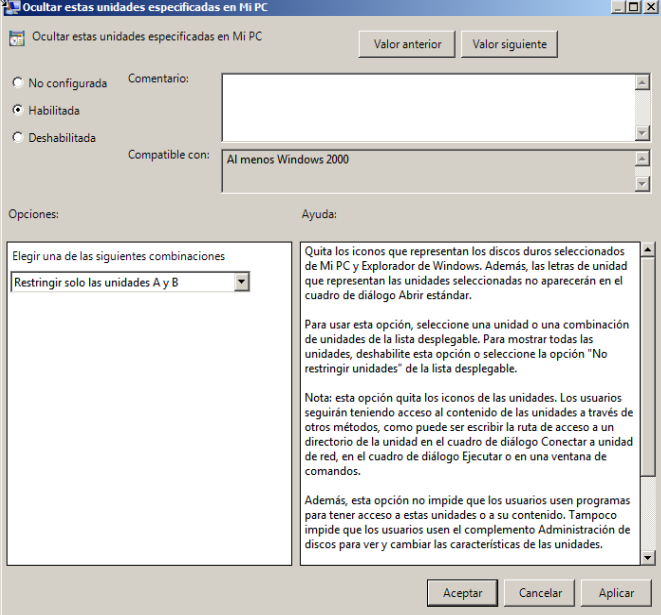 Ocultar estas unidades especificadas en Mi PC
Ocultar estas unidades especificadas en Mi PC
Valor anterior
Valor siguiente
No configurada
Habilitada
Deshabilitada
Comentario:
Compatible con:
Al menos Windows 2000
Opciones:
Ayuda:
Elegir una de las siguientes combinaciones
Restringir solo las unidades A y B
Quita los iconos que representan los discos duros seleccionados
de Mi PC y Explorador de Windows. Además, las letras de unidad
que representan las unidades seleccionadas no aparecerán en el
cuadro de diálogo Abrir estándar.
Para usar esta opción, seleccione una unidad o una combinación
de unidades de la lista desplegable. Para mostrar todas las
unidades, deshabilite esta opción o seleccione la opción "No
restringir unidades" de la lista desplegable.
Nota: esta opción quita los iconos de las unidades. Los usuarios
seguirán teniendo acceso al contenido de las unidades a través de
otros métodos, como puede ser escribir la ruta de acceso a un
directorio de la unidad en el cuadro de diálogo Conectar a unidad
de red, en el cuadro de diálogo Ejecutar o en una ventana de
comandos.
Además, esta opción no impide que los usuarios usen programas
para tener acceso a estas unidades o a su contenido. Tampoco
impide que los usuarios usen el complemento Administración de
discos para ver y cambiar las características de las unidades.
Aceptar
Cancelar
Aplicar